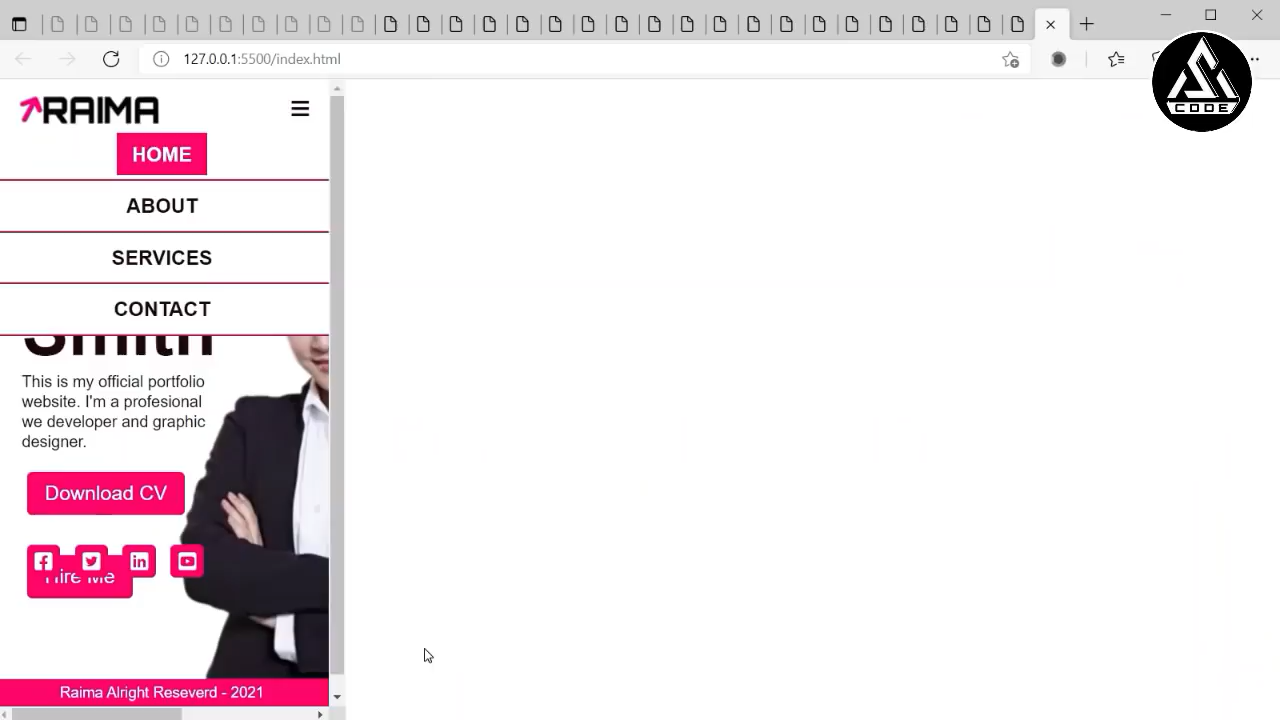 127.0.0.1:5500/index.html
CODE
RAIMA
HOME
ABOUT
SERVICES
CONTACT
Smith
This is my official portfolio
website. I'm a profesional
we developer and graphic
designer.
Download CV
Hire Me
Raima Alright Reseverd - 2021